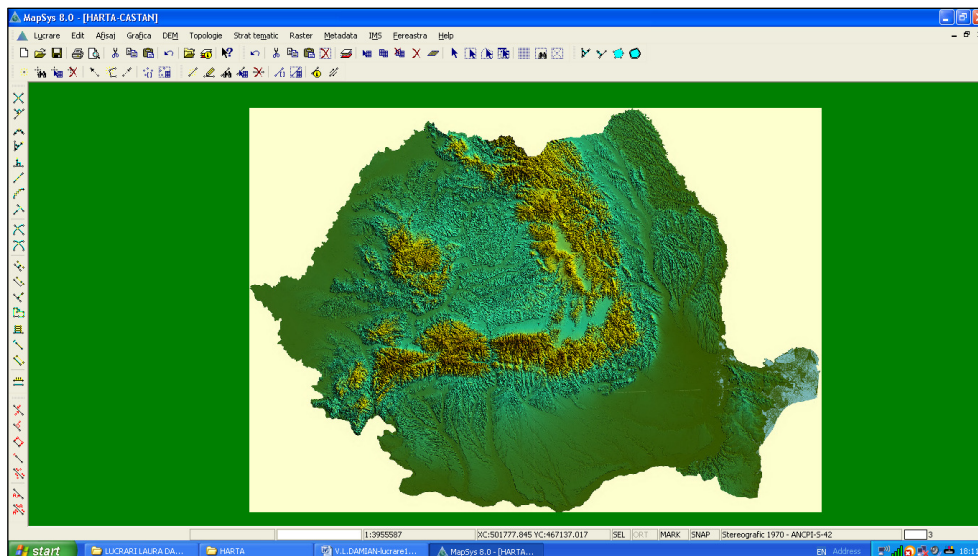 MapSys 8.0 - [HARTA-CASTAN]
Lucrare Edit Afisaj Grafica DEM Topologie Strat tematic Raster Metadata IMS Fereastra Help
1:3955587 XC:501777.845 YC:467137.017 SEL ORT MARK SNAP Stereografic 1970 - ANCPI-S-42 3
start LUCRARI LAURA DA... HARTA V.L.DAMIAN-lucrare1... MapSys 8.0 - [HARTA... EN Address